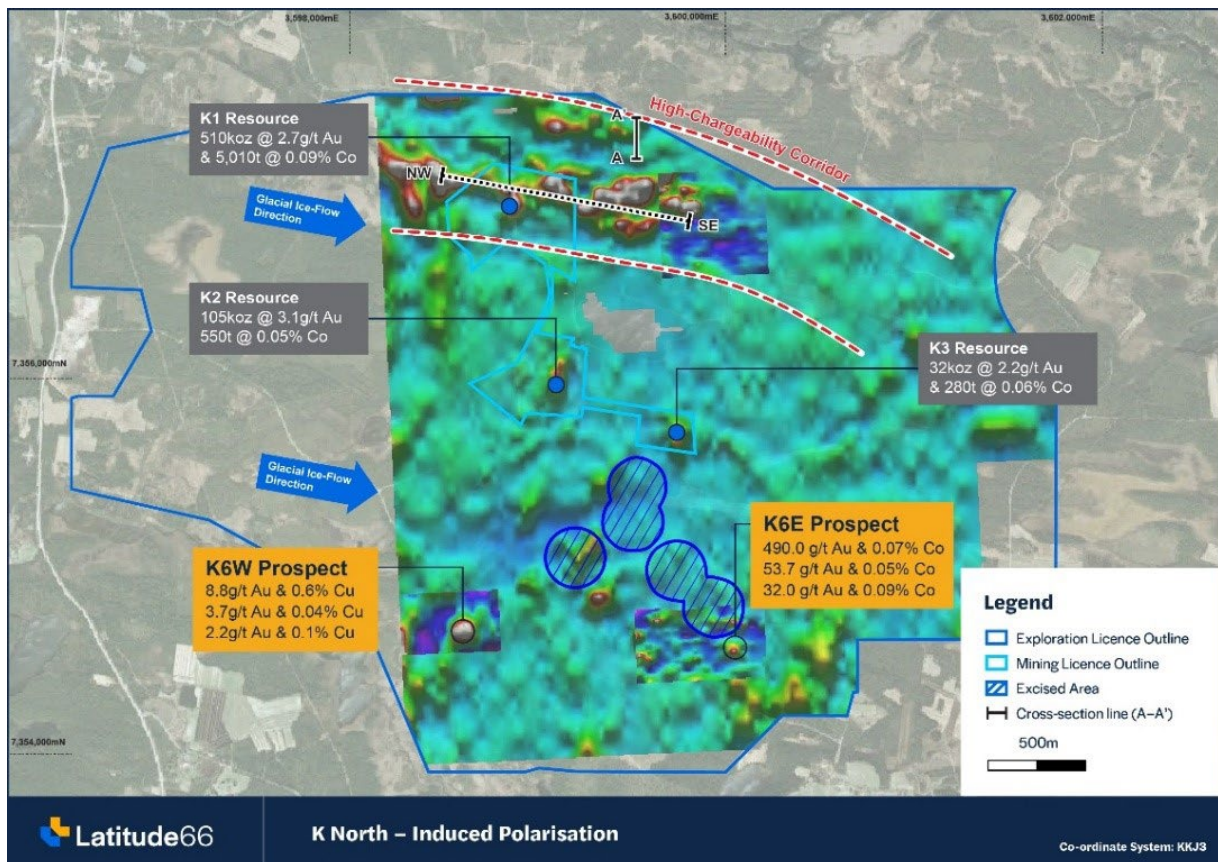 3,598,000mE
3,600,000mE
3,602,000mE
K1 Resource
510koz @ 2.7g/t Au
& 5,010t @ 0.09% Co
High-Chargeability Corridor
A'
A
NW
SE
Glacial Ice-Flow
Direction
K2 Resource
105koz @ 3.1g/t Au
550t @ 0.05% Co
7,356,000mN
K3 Resource
32koz @ 2.2g/t Au
& 280t @ 0.06% Co
Glacial Ice-Flow
Direction
K6W Prospect
8.8g/t Au & 0.6% Cu
3.7g/t Au & 0.04% Cu
2.2g/t Au & 0.1% Cu
K6E Prospect
490.0 g/t Au & 0.07% Co
53.7 g/t Au & 0.05% Co
32.0 g/t Au & 0.09% Co
7,354,000mN
Legend
Exploration Licence Outline
Mining Licence Outline
Excised Area
Cross-section line (A–A')
500m
Latitude66
K North – Induced Polarisation
Co-ordinate System: KKJ3